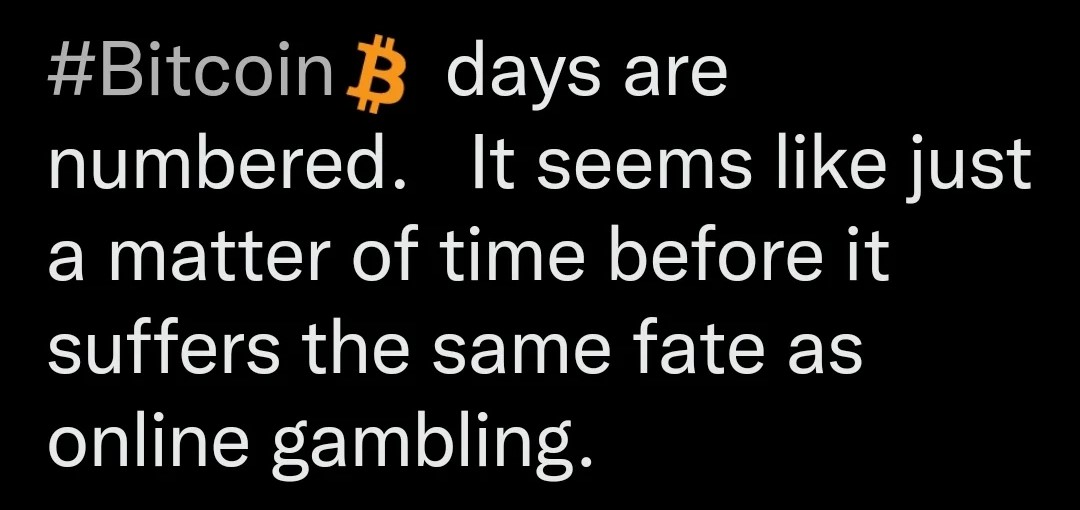 #Bitcoin days are
numbered. It seems like just
a matter of time before it
suffers the same fate as
online gambling.